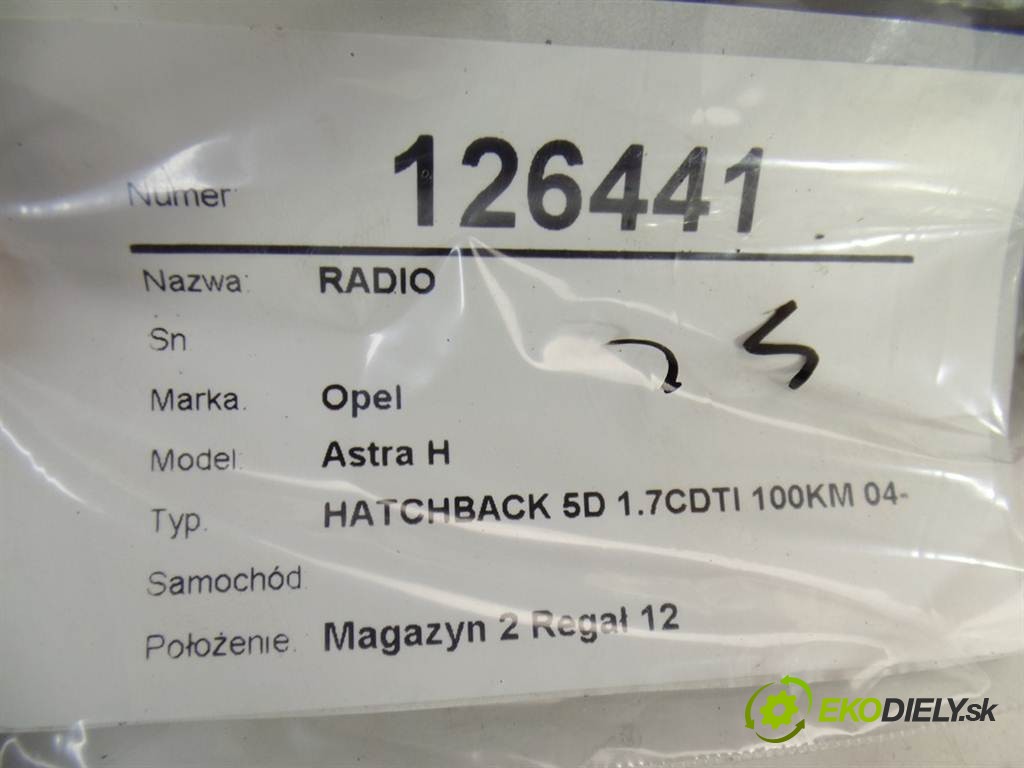 Numer: 126441
Nazwa: RADIO
Sn
Marka: Opel
Model: Astra H
Typ: HATCHBACK 5D 1.7CDTI 100KM 04-
Samochód
Położenie: Magazyn 2 Regał 12
EKODIELY.sk